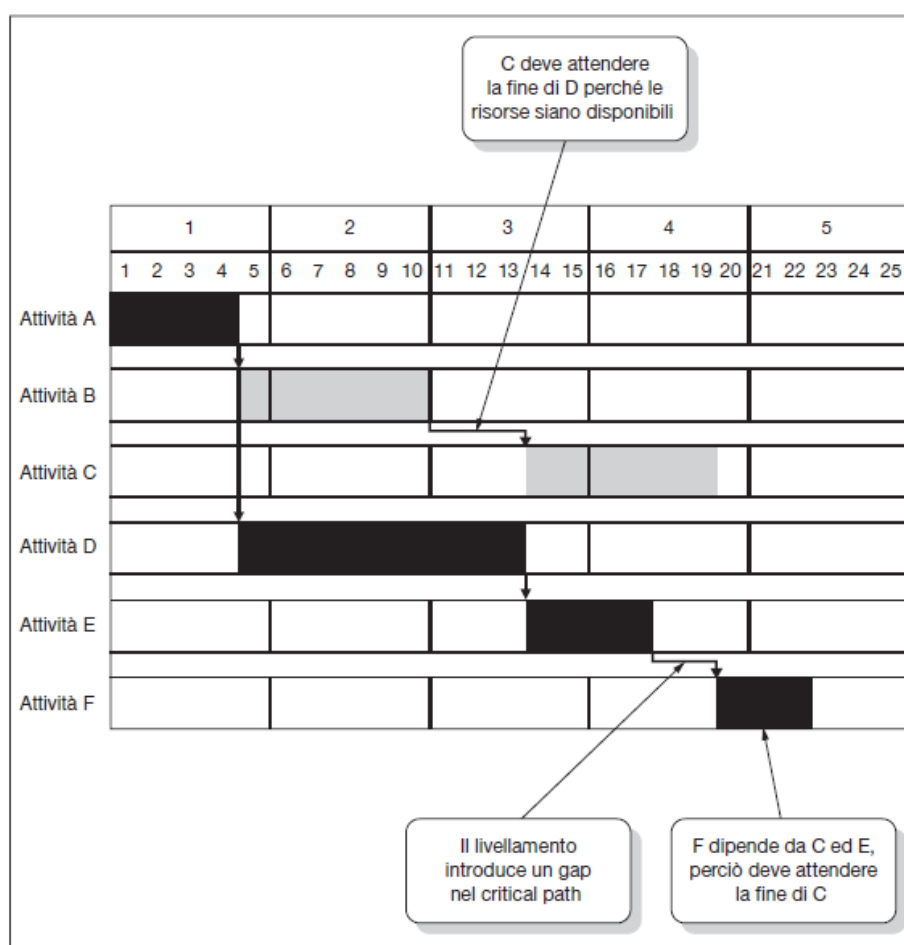 C deve attendere
la fine di D perché le
risorse siano disponibili
1 2 3 4 5
1 2 3 4 5 6 7 8 9 10 11 12 13 14 15 16 17 18 19 20 21 22 23 24 25
Attività A
Attività B
Attività C
Attività D
Attività E
Attività F
Il livellamento
introduce un gap
nel critical path
F dipende da C ed E,
perciò deve attendere
la fine di C